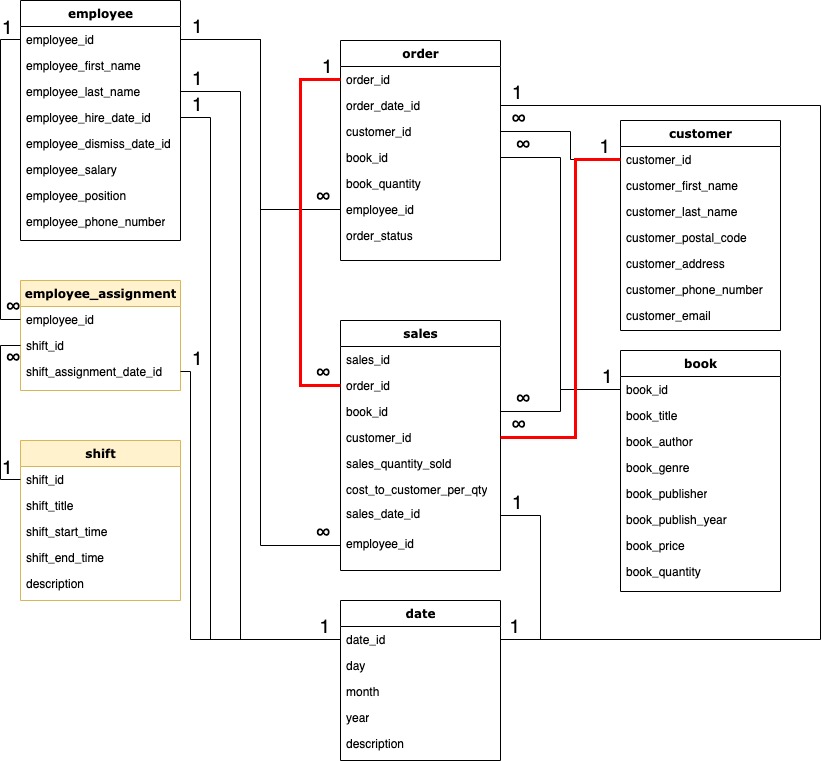 employee
employee_id
employee_first_name
employee_last_name
employee_hire_date_id
employee_dismiss_date_id
employee_salary
employee_position
employee_phone_number
1
1
1
1
employee_assignment
employee_id
shift_id
shift_assignment_date_id
∞
∞
1
shift
shift_id
shift_title
shift_start_time
shift_end_time
description
1
order
order_id
order_date_id
customer_id
book_id
book_quantity
employee_id
order_status
1
1
∞
∞
∞
sales
sales_id
order_id
book_id
customer_id
sales_quantity_sold
cost_to_customer_per_qty
sales_date_id
employee_id
∞
∞
∞
1
∞
date
date_id
day
month
year
description
1
1
customer
customer_id
customer_first_name
customer_last_name
customer_postal_code
customer_address
customer_phone_number
customer_email
1
book
book_id
book_title
book_author
book_genre
book_publisher
book_publish_year
book_price
book_quantity
1